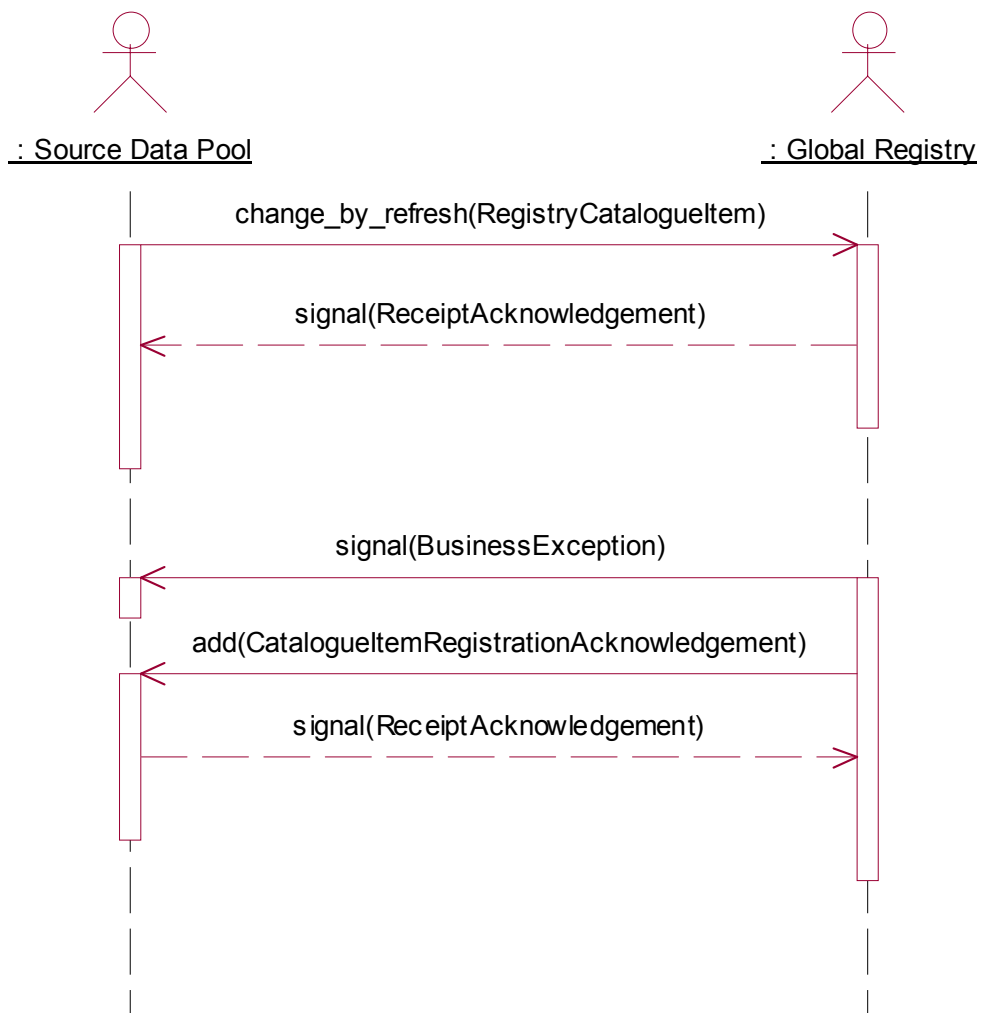 : Source Data Pool
: Global Registry
change_by_refresh(RegistryCatalogueItem)
signal(ReceiptAcknowledgement)
signal(BusinessException)
add(CatalogueItemRegistrationAcknowledgement)
signal(ReceiptAcknowledgement)